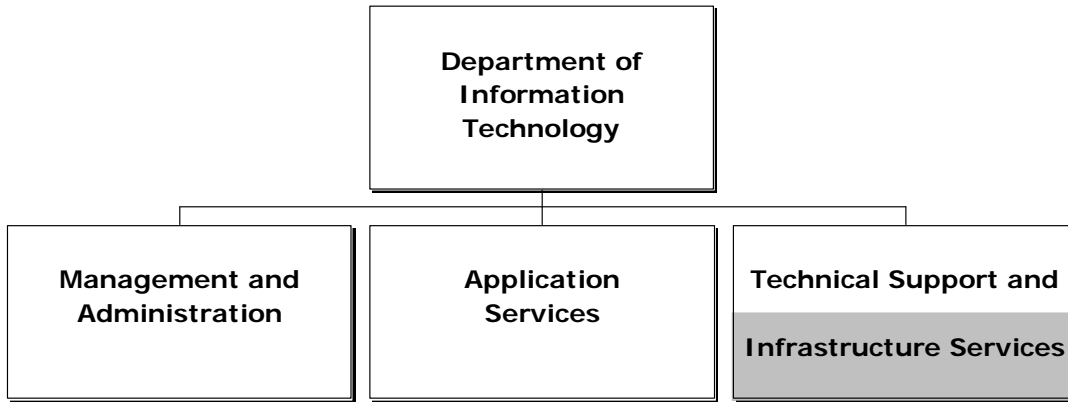 Department of
Information
Technology
Management and
Administration
Application
Services
Technical Support and
Infrastructure Services